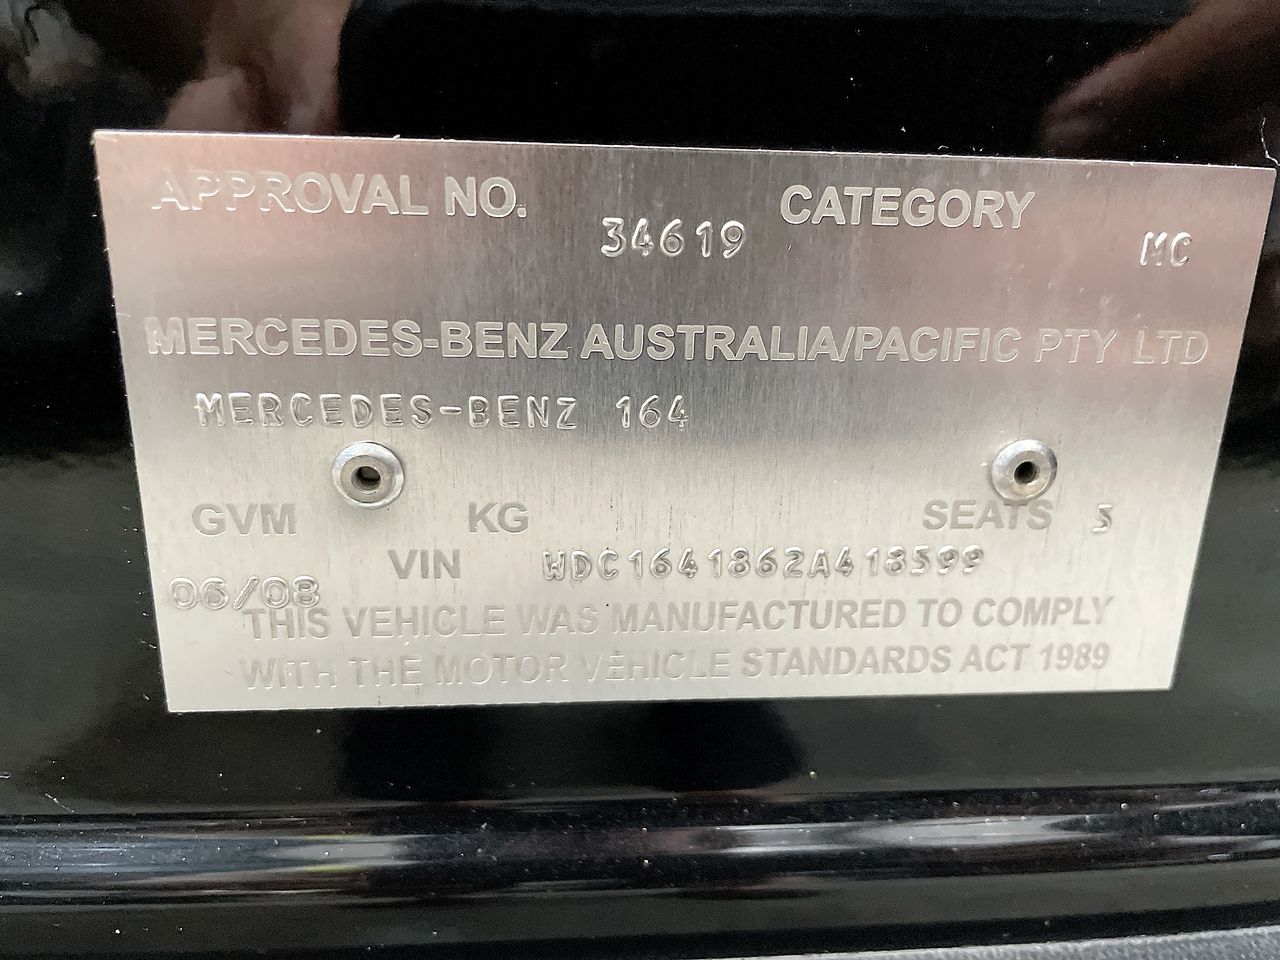 APPROVAL NO. 34619 CATEGORY MC
MERCEDES-BENZ AUSTRALIA/PACIFIC PTY LTD
MERCEDES-BENZ 164
GVM KG SEATS 5
VIN WDC1641862A418599
06/08
THIS VEHICLE WAS MANUFACTURED TO COMPLY
WITH THE MOTOR VEHICLE STANDARDS ACT 1989